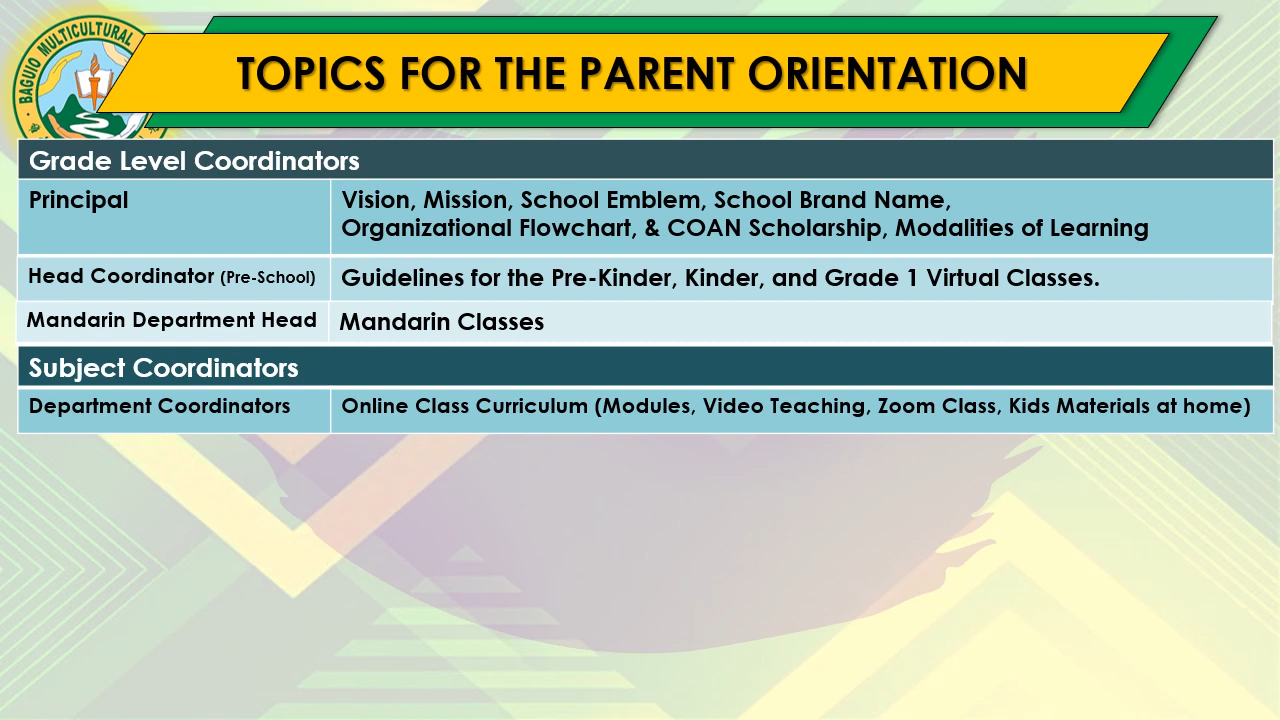 BAGUIO MULTICULTURAL
TOPICS FOR THE PARENT ORIENTATION
Grade Level Coordinators
Principal
Vision, Mission, School Emblem, School Brand Name,
Organizational Flowchart, & COAN Scholarship, Modalities of Learning
Head Coordinator (Pre-School)
Guidelines for the Pre-Kinder, Kinder, and Grade 1 Virtual Classes.
Mandarin Department Head
Mandarin Classes
Subject Coordinators
Department Coordinators
Online Class Curriculum (Modules, Video Teaching, Zoom Class, Kids Materials at home)